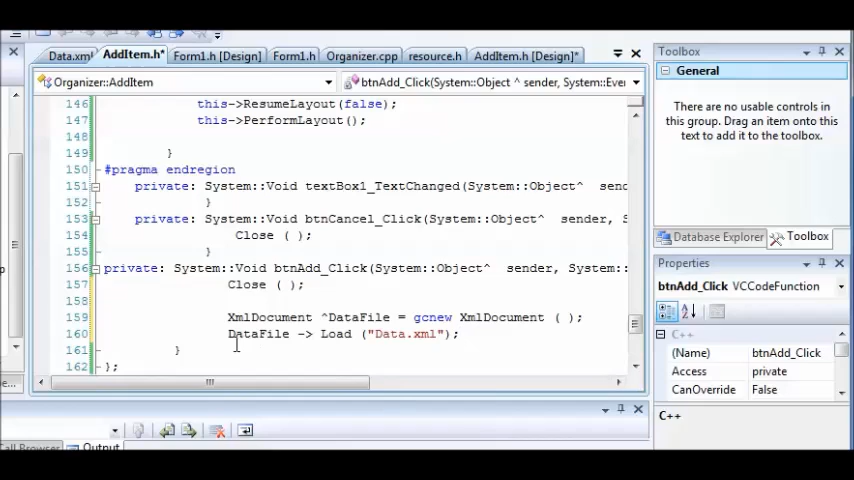 Data.xml AddItem.h* Form1.h [Design] Form1.h Organizer.cpp resource.h AddItem.h [Design]*
Organizer::AddItem btnAdd_Click(System::Object ^ sender, System::Eve
146 this->ResumeLayout(false);
147 this->PerformLayout();
148
149 }
150 #pragma endregion
151 private: System::Void textBox1_TextChanged(System::Object^ send
152 }
153 private: System::Void btnCancel_Click(System::Object^ sender, S
154 Close ( );
155 }
156 private: System::Void btnAdd_Click(System::Object^ sender, System::
157 Close ( );
158
159 XmlDocument ^DataFile = gcnew XmlDocument ( );
160 DataFile -> Load ("Data.xml");
161 }
162 };
Toolbox
General
There are no usable controls in
this group. Drag an item onto this
text to add it to the toolbox.
Database Explorer Toolbox
Properties
btnAdd_Click VCCodeFunction
C++
(Name) btnAdd_Click
Access private
CanOverride False
C++
Call Browser Output